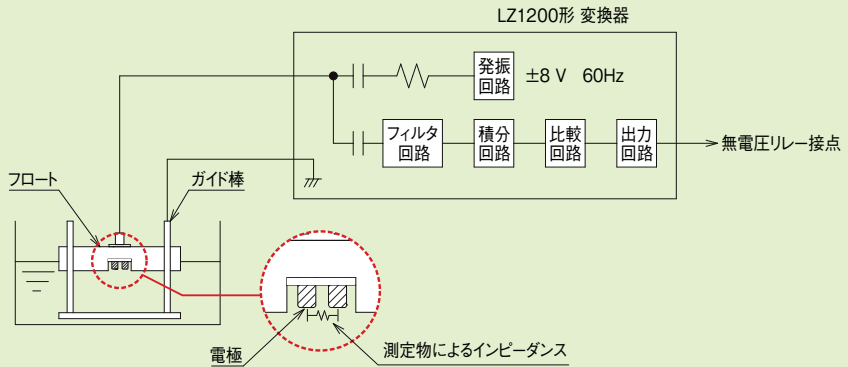 LZ1200形 変換器
発振
回路
±8 V 60Hz
フィルタ
回路
積分
回路
比較
回路
出力
回路
無電圧リレー接点
フロート
ガイド棒
電極
測定物によるインピーダンス